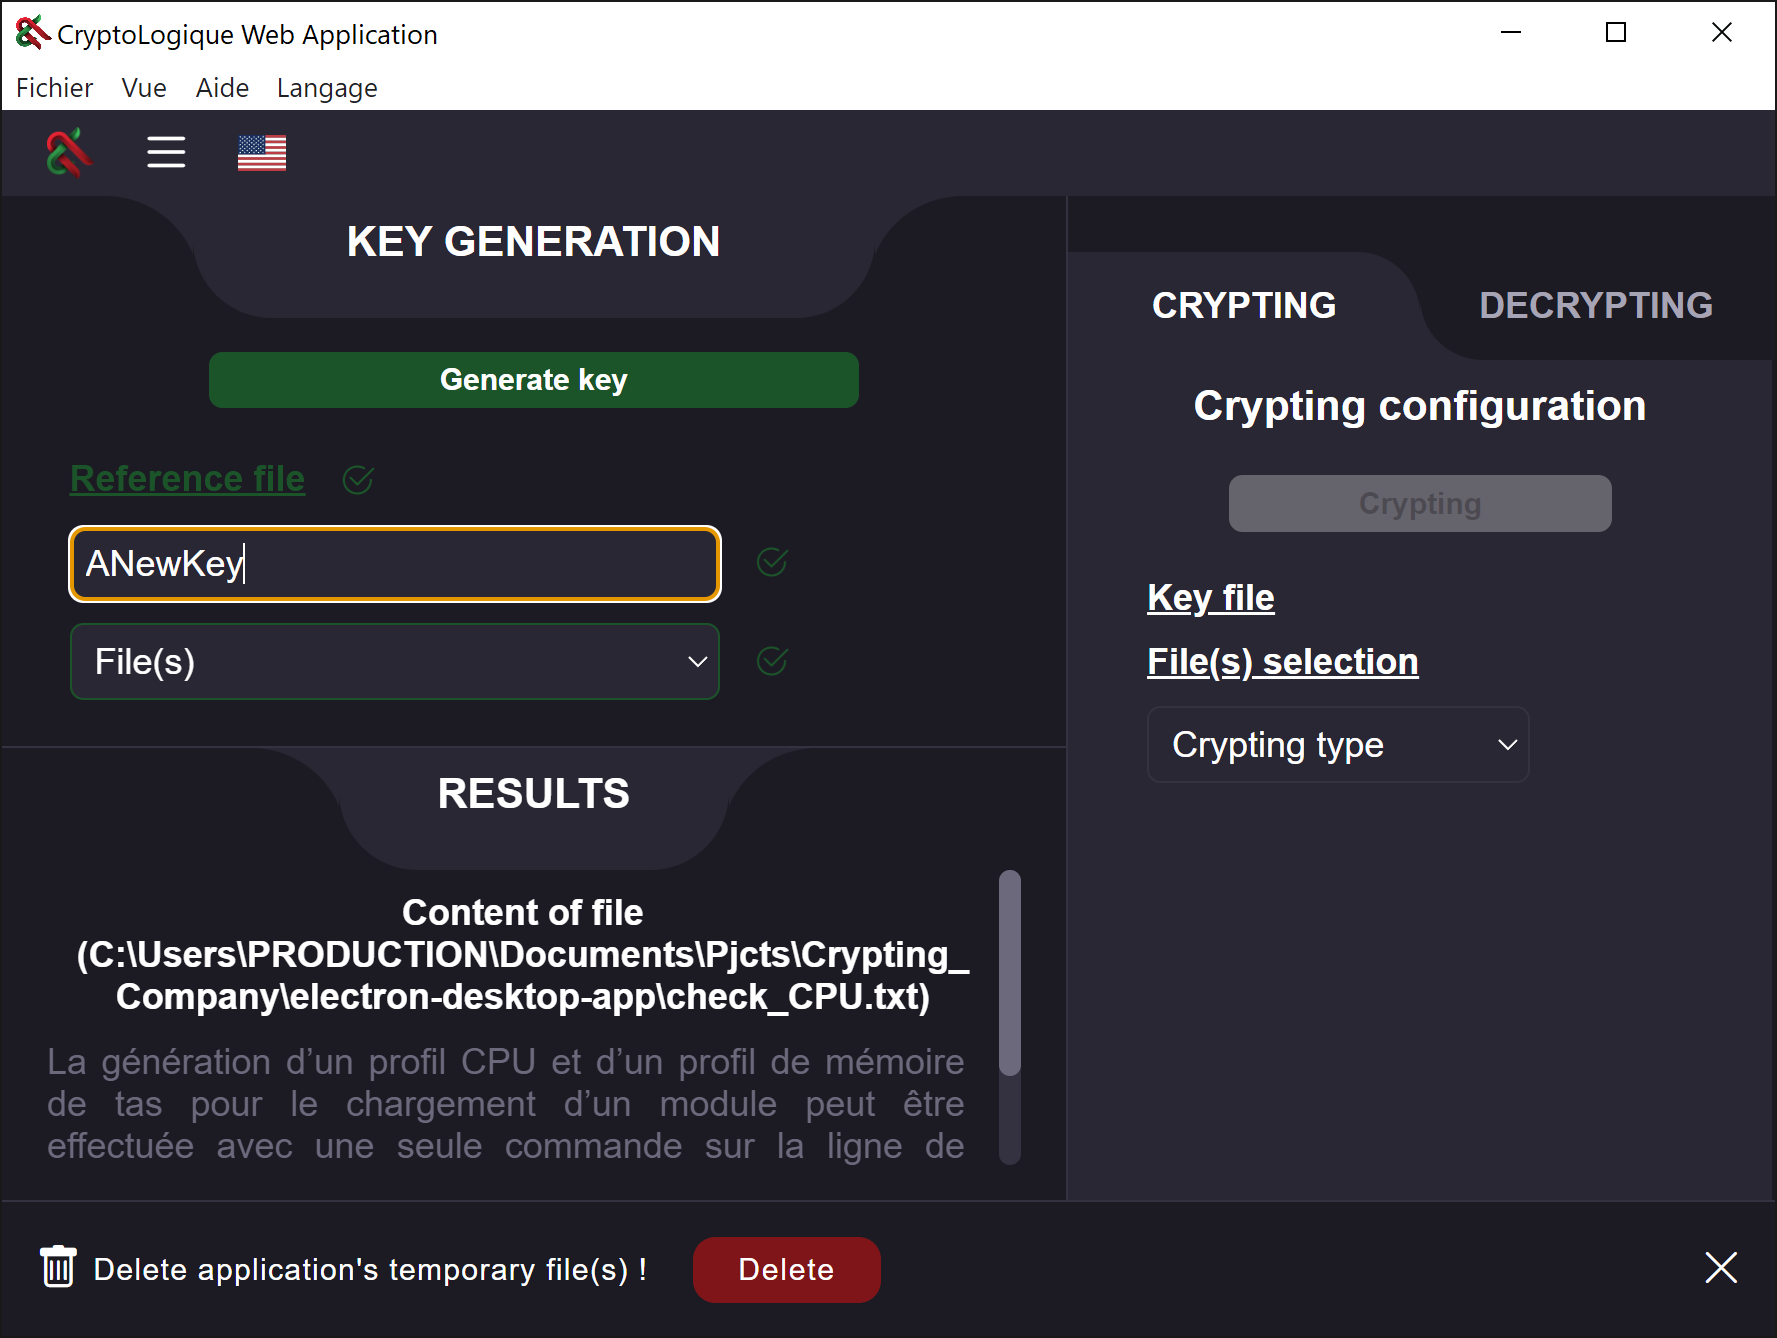 CryptoLogique Web Application
Fichier Vue Aide Langage
KEY GENERATION
Generate key
Reference file
ANewKey
File(s)
RESULTS
Content of file
(C:\Users\PRODUCTION\Documents\Pjcts\Crypting_
Company\electron-desktop-app\check_CPU.txt)
La génération d’un profil CPU et d’un profil de mémoire
de tas pour le chargement d’un module peut être
effectuée avec une seule commande sur la ligne de
CRYPTING
DECRYPTING
Crypting configuration
Crypting
Key file
File(s) selection
Crypting type
Delete application's temporary file(s) !
Delete